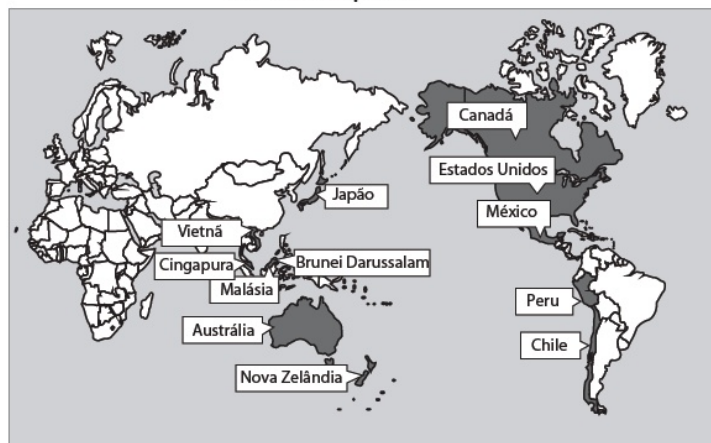 Canadá
Estados Unidos
Japão
México
Vietnã
Cingapura
Brunei Darussalam
Malásia
Peru
Austrália
Chile
Nova Zelândia